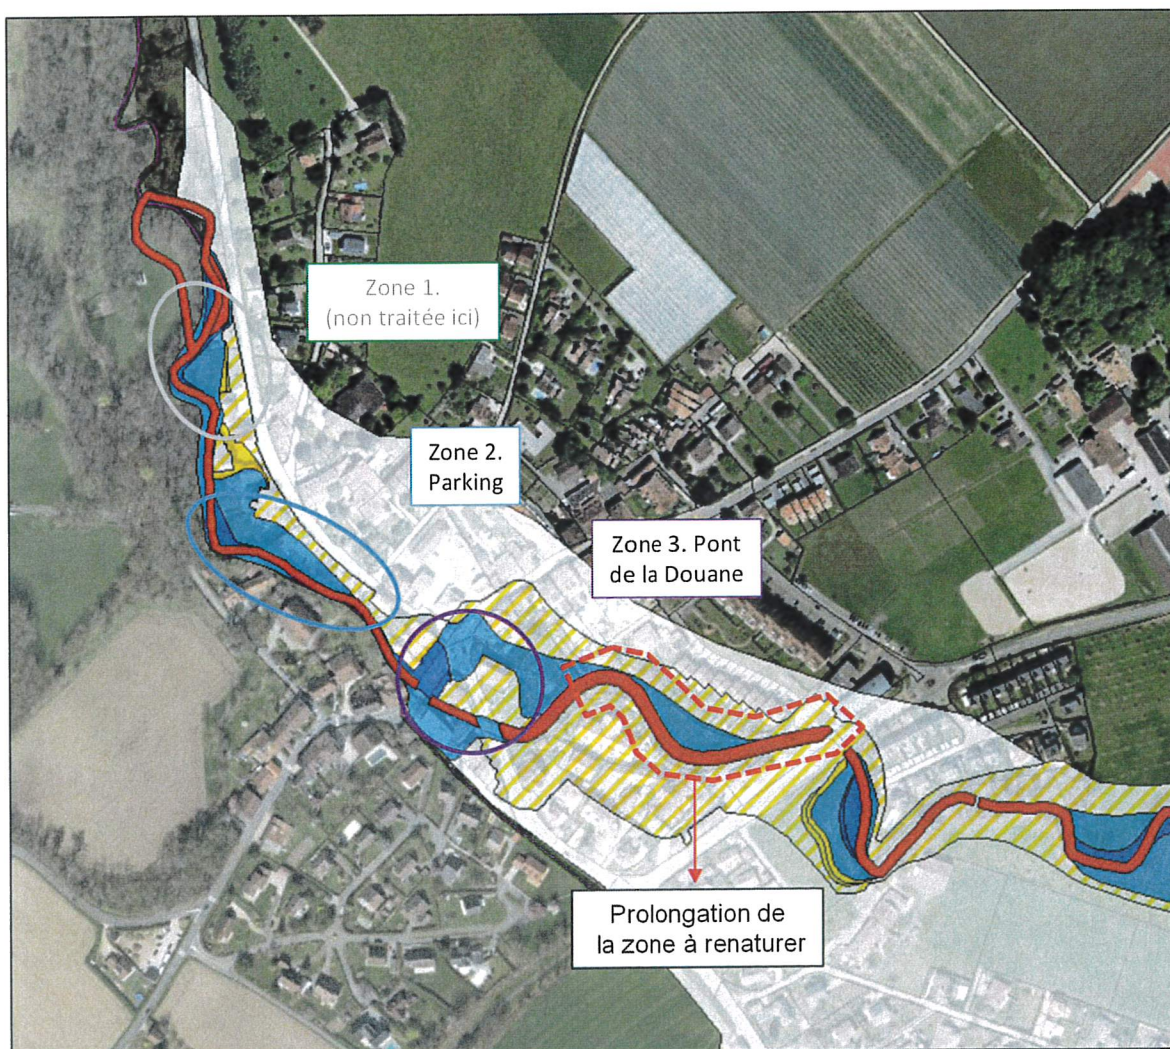 Zone 1.
(non traitée ici)
Zone 2.
Parking
Zone 3. Pont
de la Douane
Prolongation de
la zone à renaturer